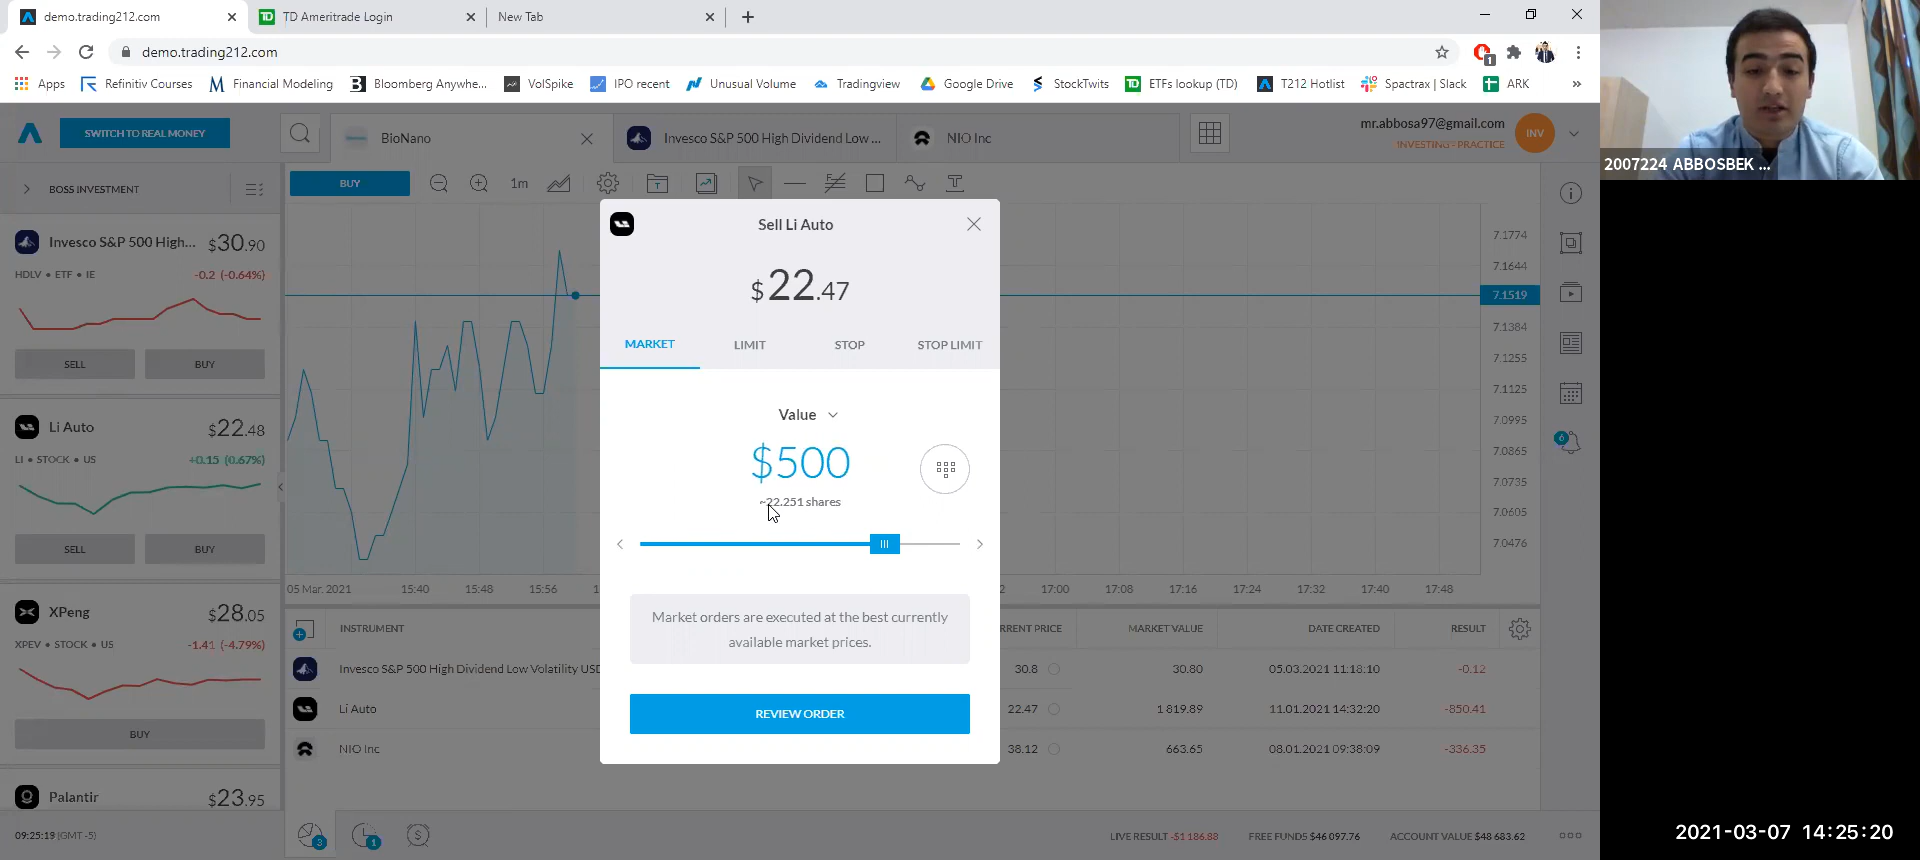 demo.trading212.com
TD Ameritrade Login
New Tab
demo.trading212.com
1
Apps
Refinitiv Courses
Financial Modeling
Bloomberg Anywhe...
VolSpike
IPO recent
Unusual Volume
Tradingview
Google Drive
StockTwits
ETFs lookup (TD)
T212 Hotlist
Spactrax | Slack
ARK
»
SWITCH TO REAL MONEY
BioNano
Invesco S&P 500 High Dividend Low ...
NIO Inc
mr.abbosa97@gmail.com
INVESTING - PRACTICE
INV
BOSS INVESTMENT
BUY
1m
Invesco S&P 500 High...
$30.90
HDLV • ETF • IE
-0.2 (-0.64%)
SELL
BUY
Li Auto
$22.48
LI • STOCK • US
+0.15 (0.67%)
SELL
BUY
XPeng
$28.05
XPEV • STOCK • US
-1.41 (-4.79%)
BUY
Palantir
$23.95
Sell Li Auto
$22.47
MARKET
LIMIT
STOP
STOP LIMIT
Value
$500
~22.251 shares
Market orders are executed at the best currently
available market prices.
REVIEW ORDER
7.1774
7.1644
7.1519
7.1384
7.1255
7.1125
7.0995
7.0865
7.0735
7.0605
7.0476
05 Mar. 2021
15:40
15:48
15:56
17:00
17:08
17:16
17:24
17:32
17:40
17:48
6
INSTRUMENT
RRENT PRICE
MARKET VALUE
DATE CREATED
RESULT
Invesco S&P 500 High Dividend Low Volatility USD
30.8
30.80
05.03.2021 11:18:10
-0.12
Li Auto
22.47
1 819.89
11.01.2021 14:32:20
-850.41
NIO Inc
38.12
663.65
08.01.2021 09:38:09
-336.35
09:25:19 (GMT -5)
3
1
LIVE RESULT -$1 186.88
FREE FUNDS $46 097.76
ACCOUNT VALUE $48 683.62
2007224 ABBOSBEK ...
2021-03-07 14:25:20